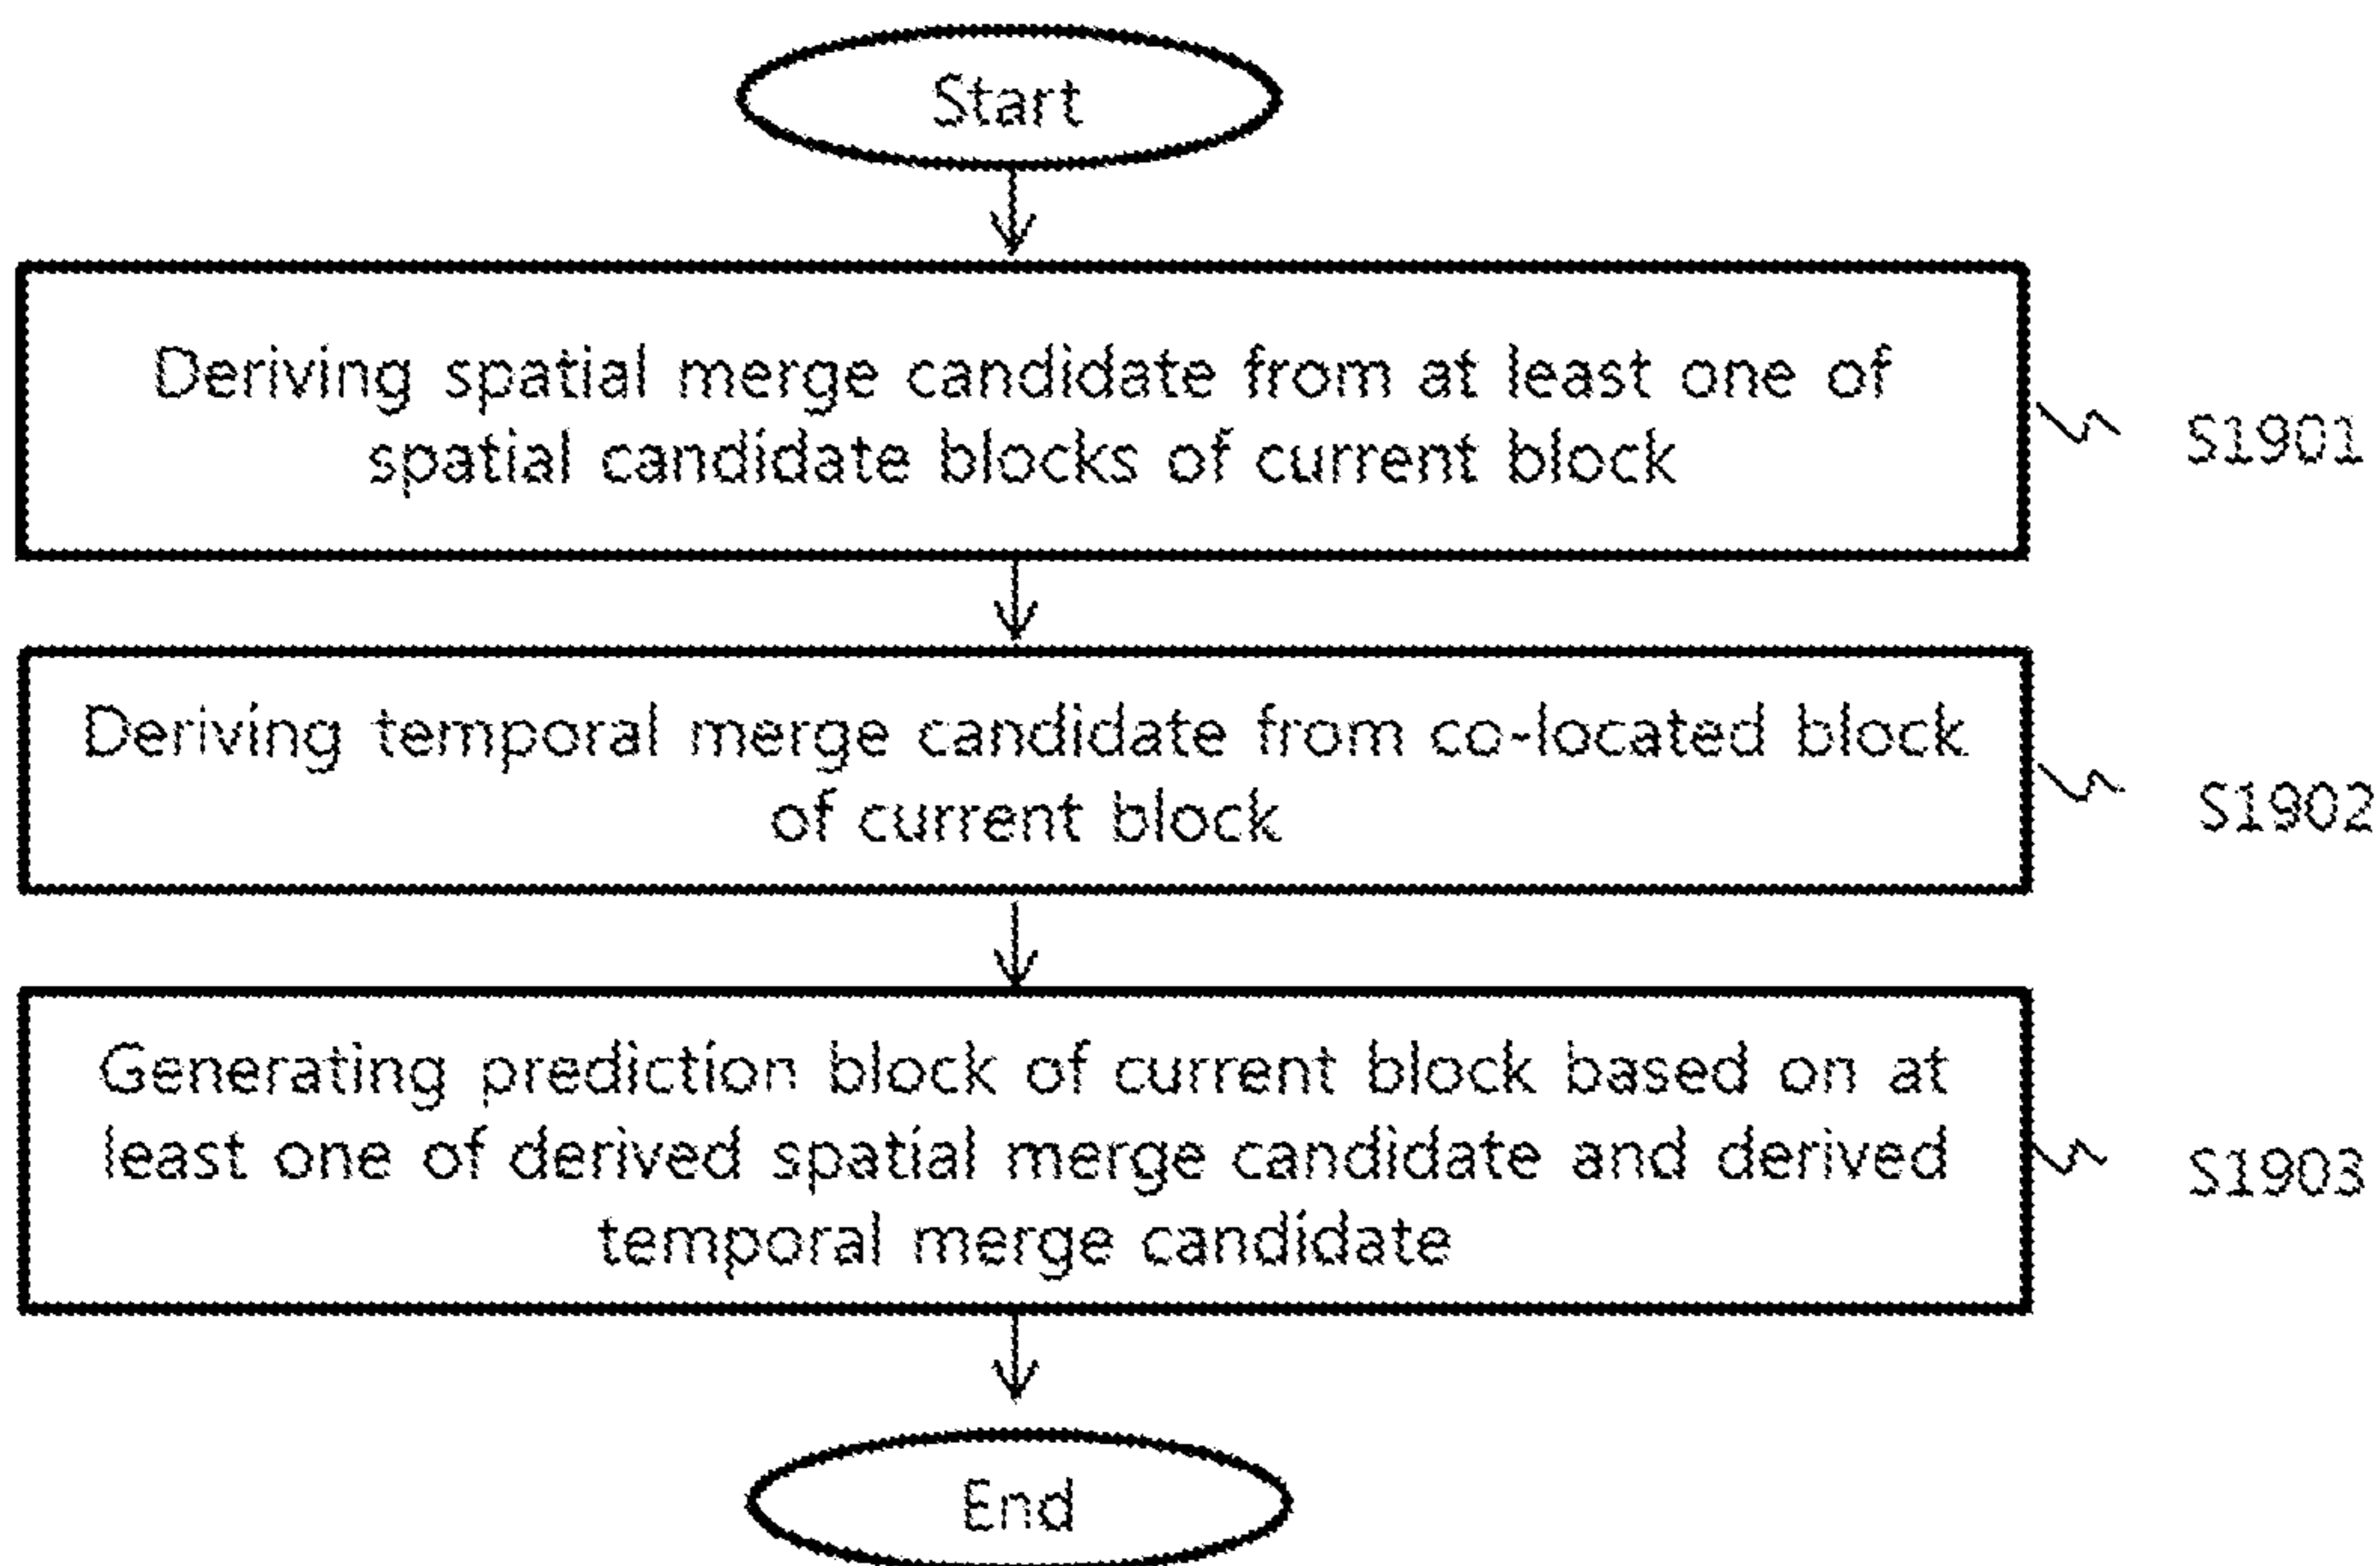 Start
Deriving spatial merge candidate from at least one of
spatial candidate blocks of current block
S1901
Deriving temporal merge candidate from co-located block
of current block
S1902
Generating prediction block of current block based on at
least one of derived spatial merge candidate and derived
temporal merge candidate
S1903
End